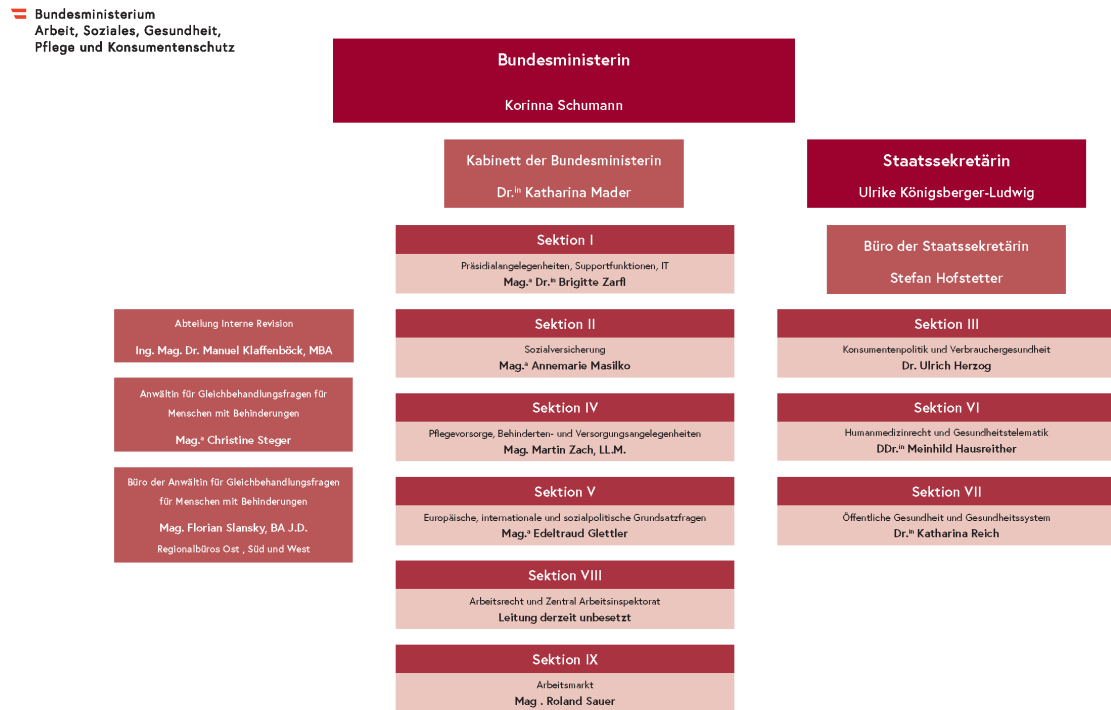 Bundesministerium
Arbeit, Soziales, Gesundheit,
Pflege und Konsumentenschutz
Bundesministerin
Korinna Schumann
Kabinett der Bundesministerin
Dr.ⁱⁿ Katharina Mader
Staatssekretärin
Ulrike Königsberger-Ludwig
Büro der Staatssekretärin
Stefan Hofstetter
Abteilung Interne Revision
Ing. Mag. Dr. Manuel Klaffenböck, MBA
Anwältin für Gleichbehandlungsfragen für
Menschen mit Behinderungen
Mag.ᵃ Christine Steger
Büro der Anwältin für Gleichbehandlungsfragen
für Menschen mit Behinderungen
Mag. Florian Slansky, BA J.D.
Regionalbüros Ost , Süd und West
Sektion I
Präsidialangelegenheiten, Supportfunktionen, IT
Mag.ᵃ Dr.ⁱⁿ Brigitte Zarfl
Sektion II
Sozialversicherung
Mag.ᵃ Annemarie Masilko
Sektion IV
Pflegevorsorge, Behinderten- und Versorgungsangelegenheiten
Mag. Martin Zach, LL.M.
Sektion V
Europäische, internationale und sozialpolitische Grundsatzfragen
Mag.ᵃ Edeltraud Glettler
Sektion VIII
Arbeitsrecht und Zentral Arbeitsinspektorat
Leitung derzeit unbesetzt
Sektion IX
Arbeitsmarkt
Mag . Roland Sauer
Sektion III
Konsumentenpolitik und Verbrauchergesundheit
Dr. Ulrich Herzog
Sektion VI
Humanmedizinrecht und Gesundheitstelematik
DDr.ⁱⁿ Meinhild Hausreither
Sektion VII
Öffentliche Gesundheit und Gesundheitssystem
Dr.ⁱⁿ Katharina Reich